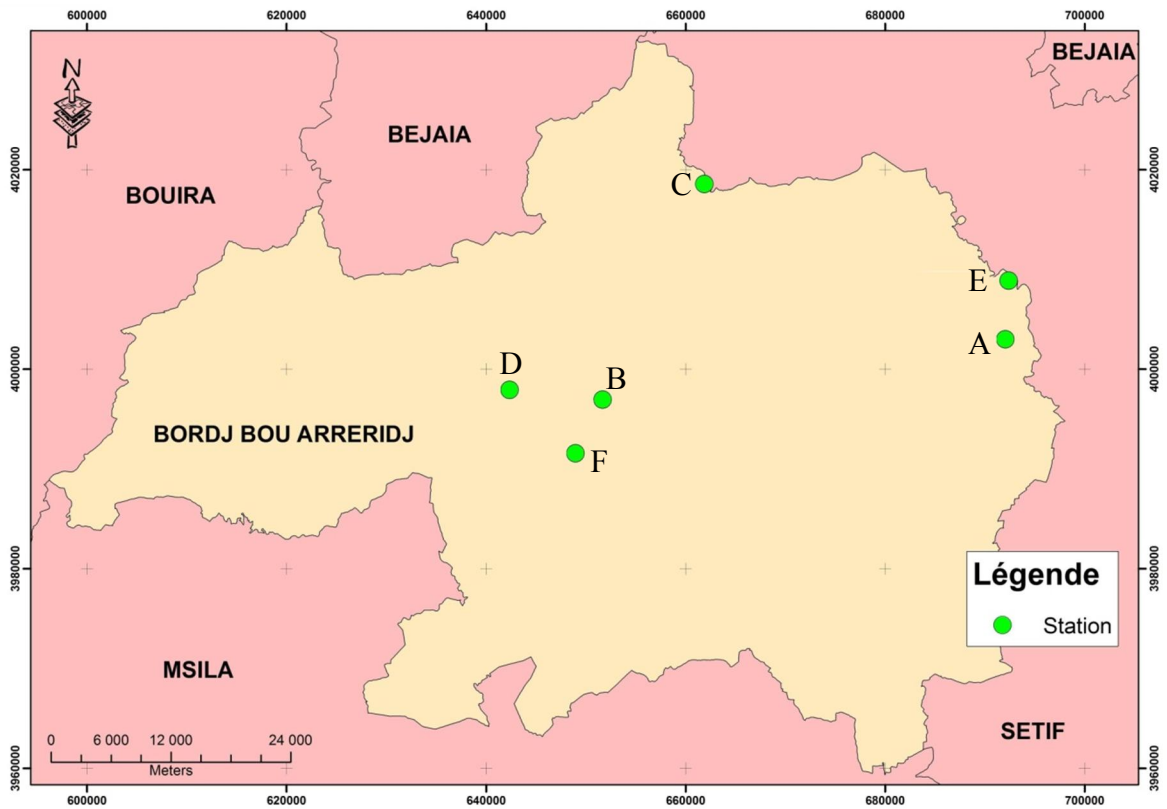 600000 620000 640000 660000 680000 700000
N
BEJAIA
BEJAIA
4020000 4020000
BOUIRA
C
E
A
D
B
4000000 4000000
BORDJ BOU ARRERIDJ
F
3980000 3980000
Légende
Station
MSILA
SETIF
0 6 000 12 000 24 000
Meters
3960000 3960000
600000 620000 640000 660000 680000 700000